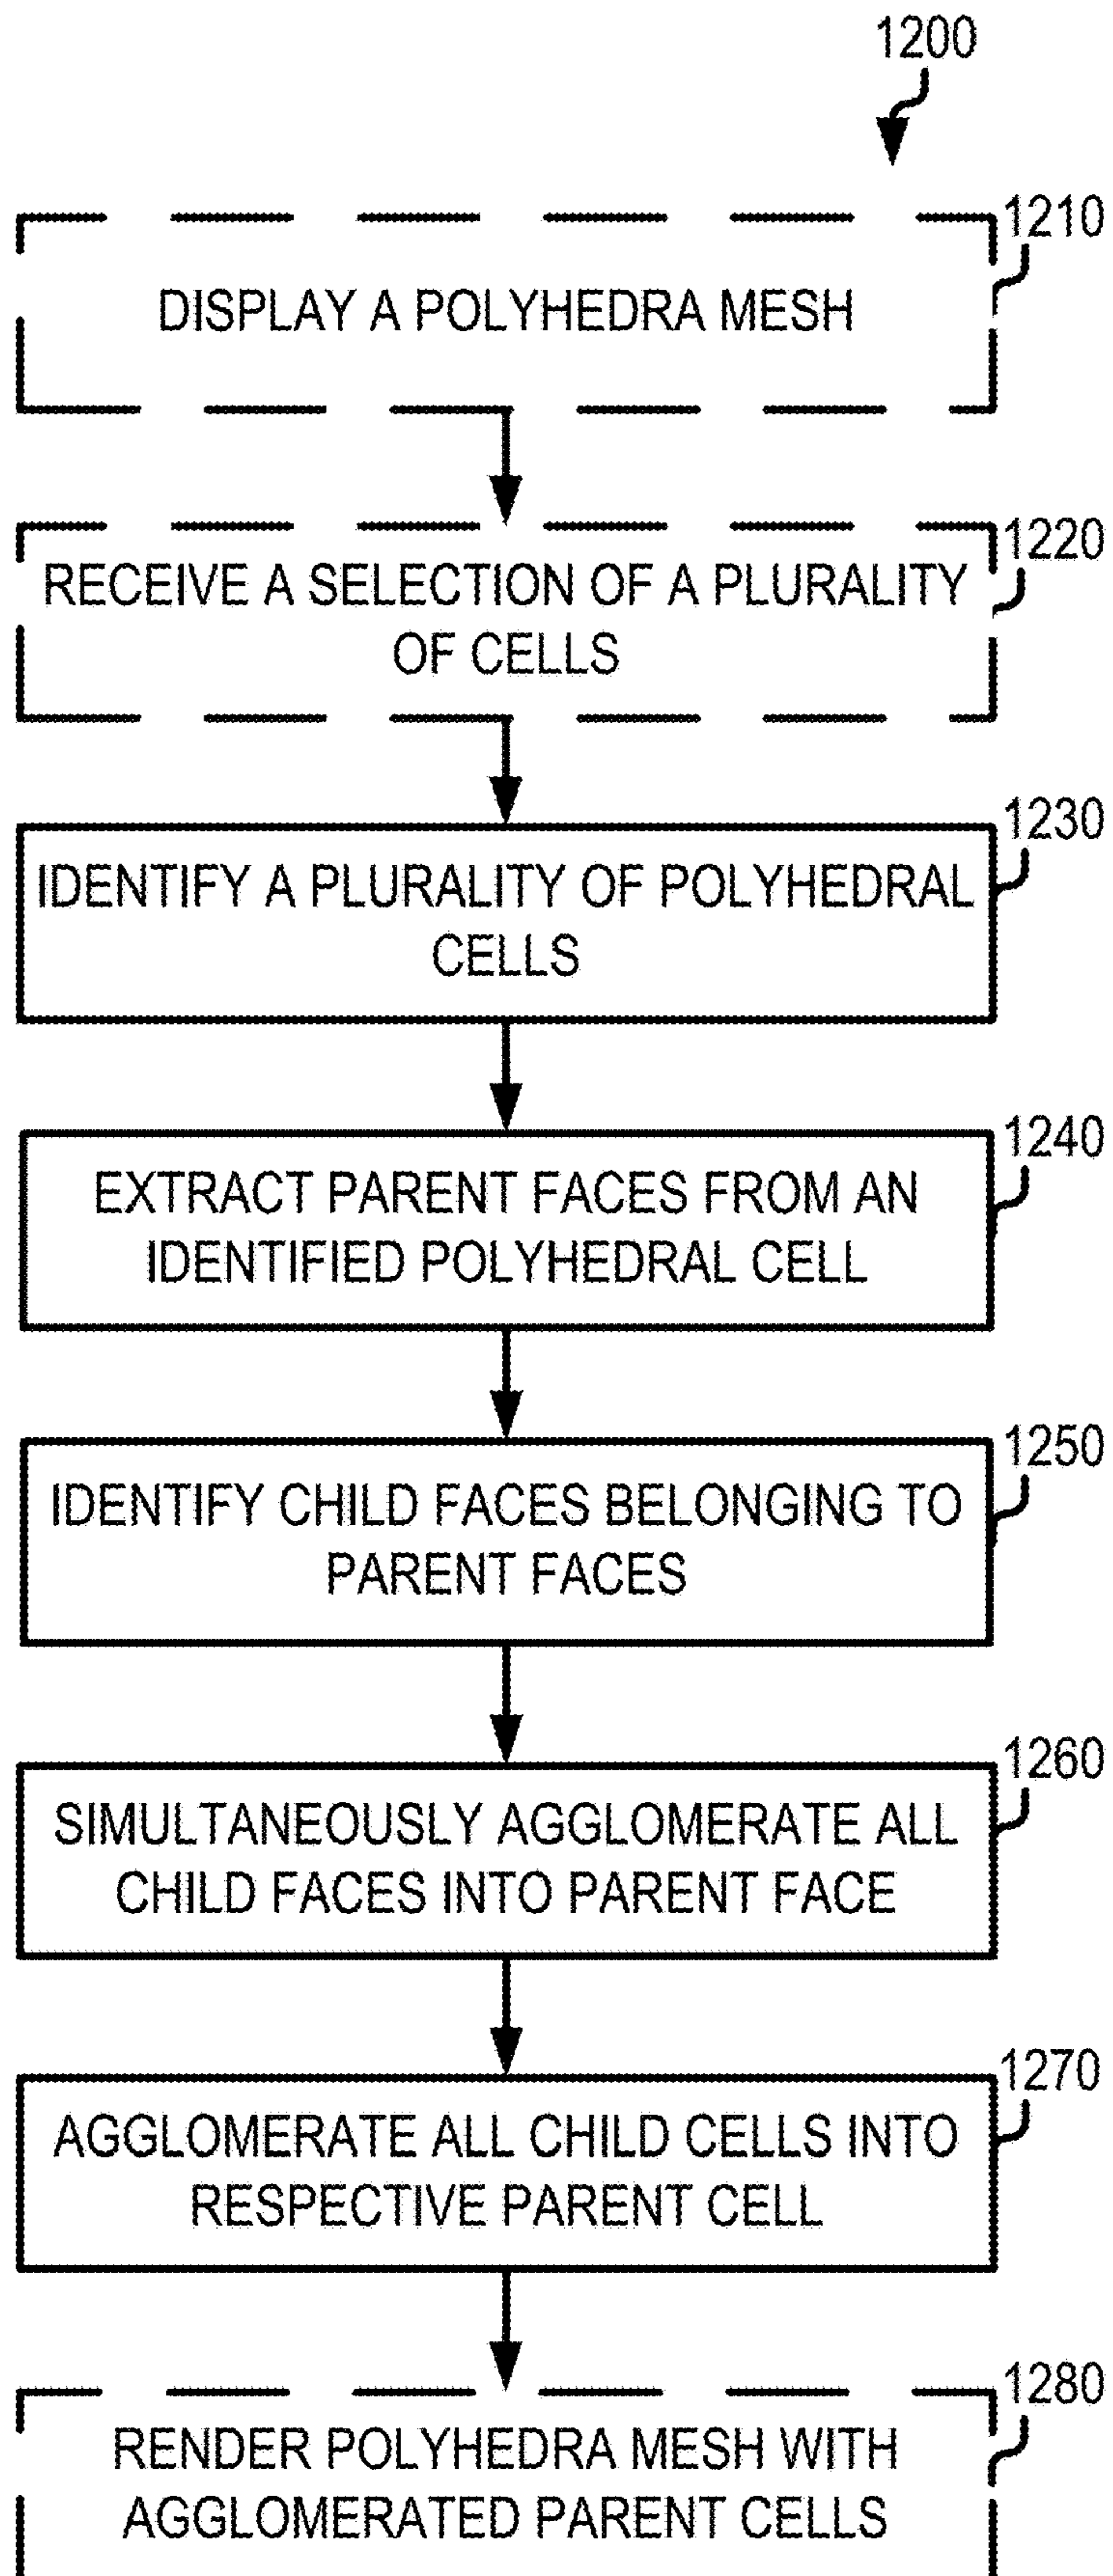 1200
1210
DISPLAY A POLYHEDRA MESH
1220
RECEIVE A SELECTION OF A PLURALITY
OF CELLS
1230
IDENTIFY A PLURALITY OF POLYHEDRAL
CELLS
1240
EXTRACT PARENT FACES FROM AN
IDENTIFIED POLYHEDRAL CELL
1250
IDENTIFY CHILD FACES BELONGING TO
PARENT FACES
1260
SIMULTANEOUSLY AGGLOMERATE ALL
CHILD FACES INTO PARENT FACE
1270
AGGLOMERATE ALL CHILD CELLS INTO
RESPECTIVE PARENT CELL
1280
RENDER POLYHEDRA MESH WITH
AGGLOMERATED PARENT CELLS